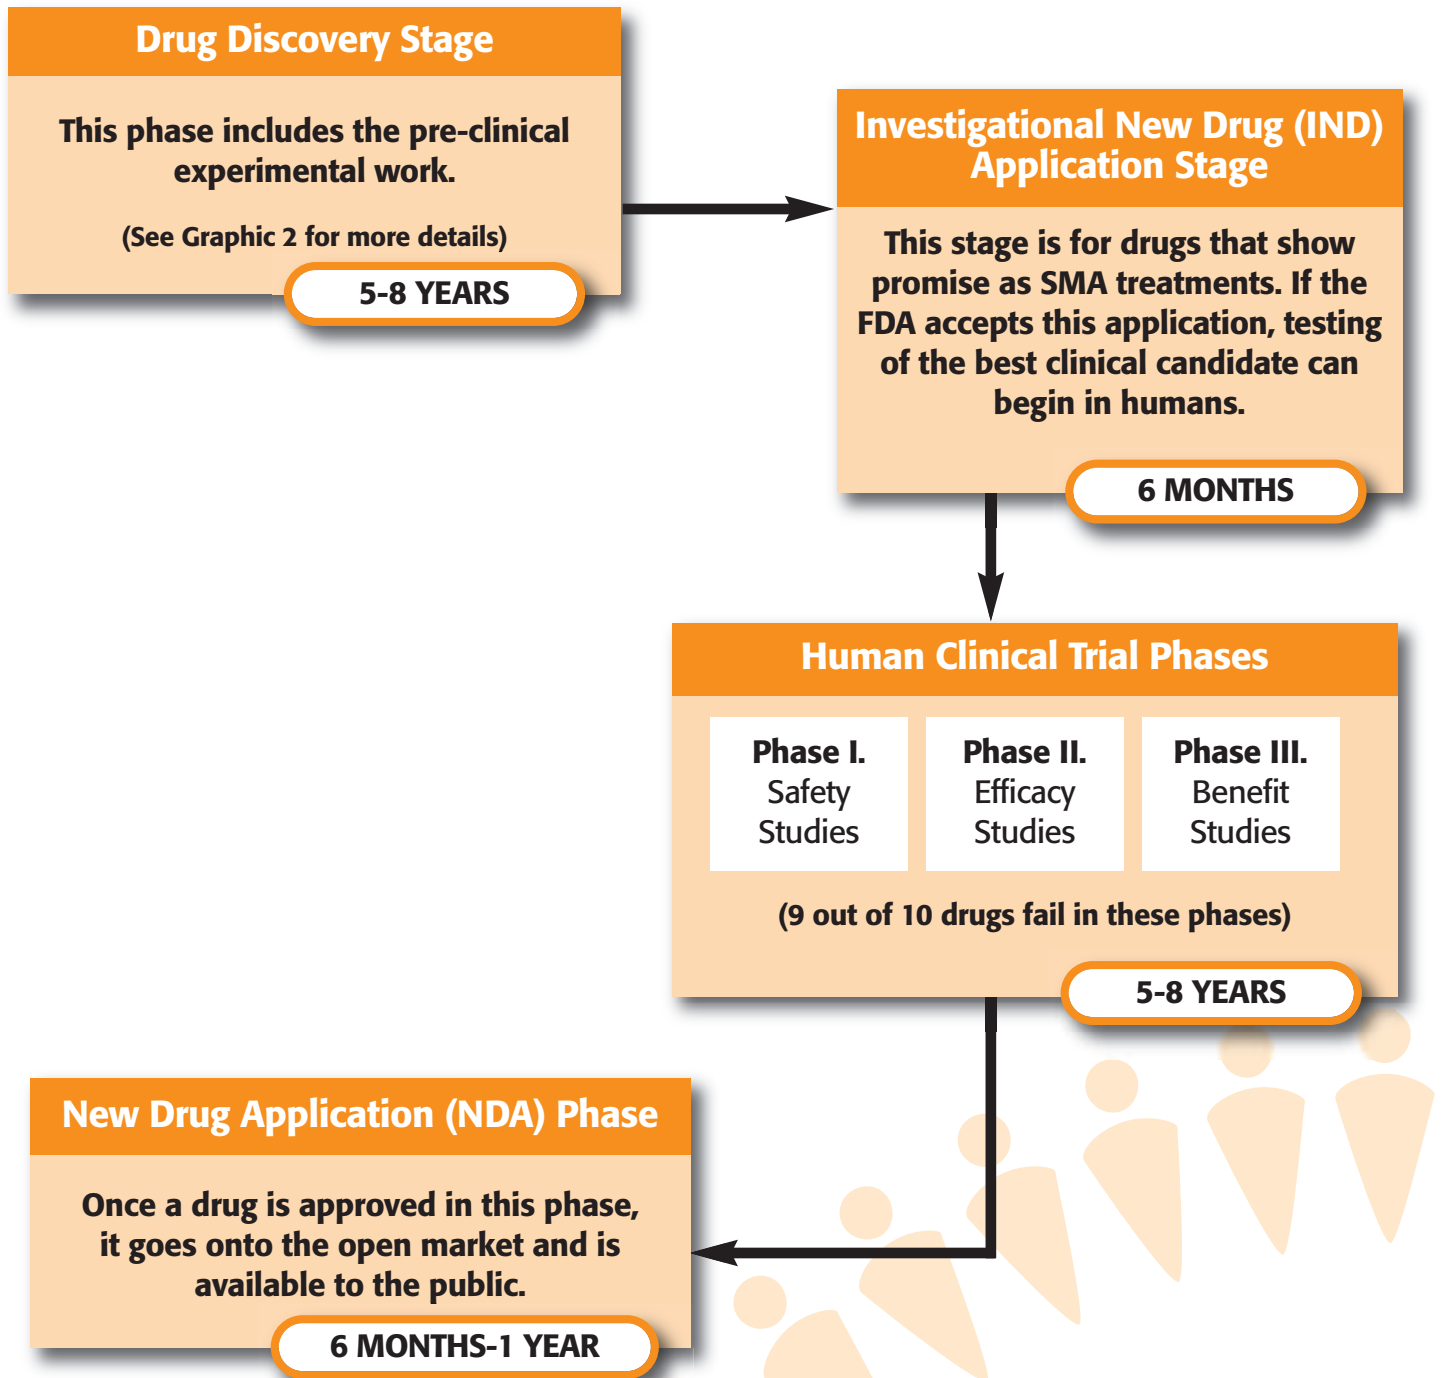 Drug Discovery Stage
This phase includes the pre-clinical
experimental work.
(See Graphic 2 for more details)
5-8 YEARS
Investigational New Drug (IND)
Application Stage
This stage is for drugs that show
promise as SMA treatments. If the
FDA accepts this application, testing
of the best clinical candidate can
begin in humans.
6 MONTHS
Human Clinical Trial Phases
Phase I.
Safety
Studies
Phase II.
Efficacy
Studies
Phase III.
Benefit
Studies
(9 out of 10 drugs fail in these phases)
5-8 YEARS
New Drug Application (NDA) Phase
Once a drug is approved in this phase,
it goes onto the open market and is
available to the public.
6 MONTHS-1 YEAR